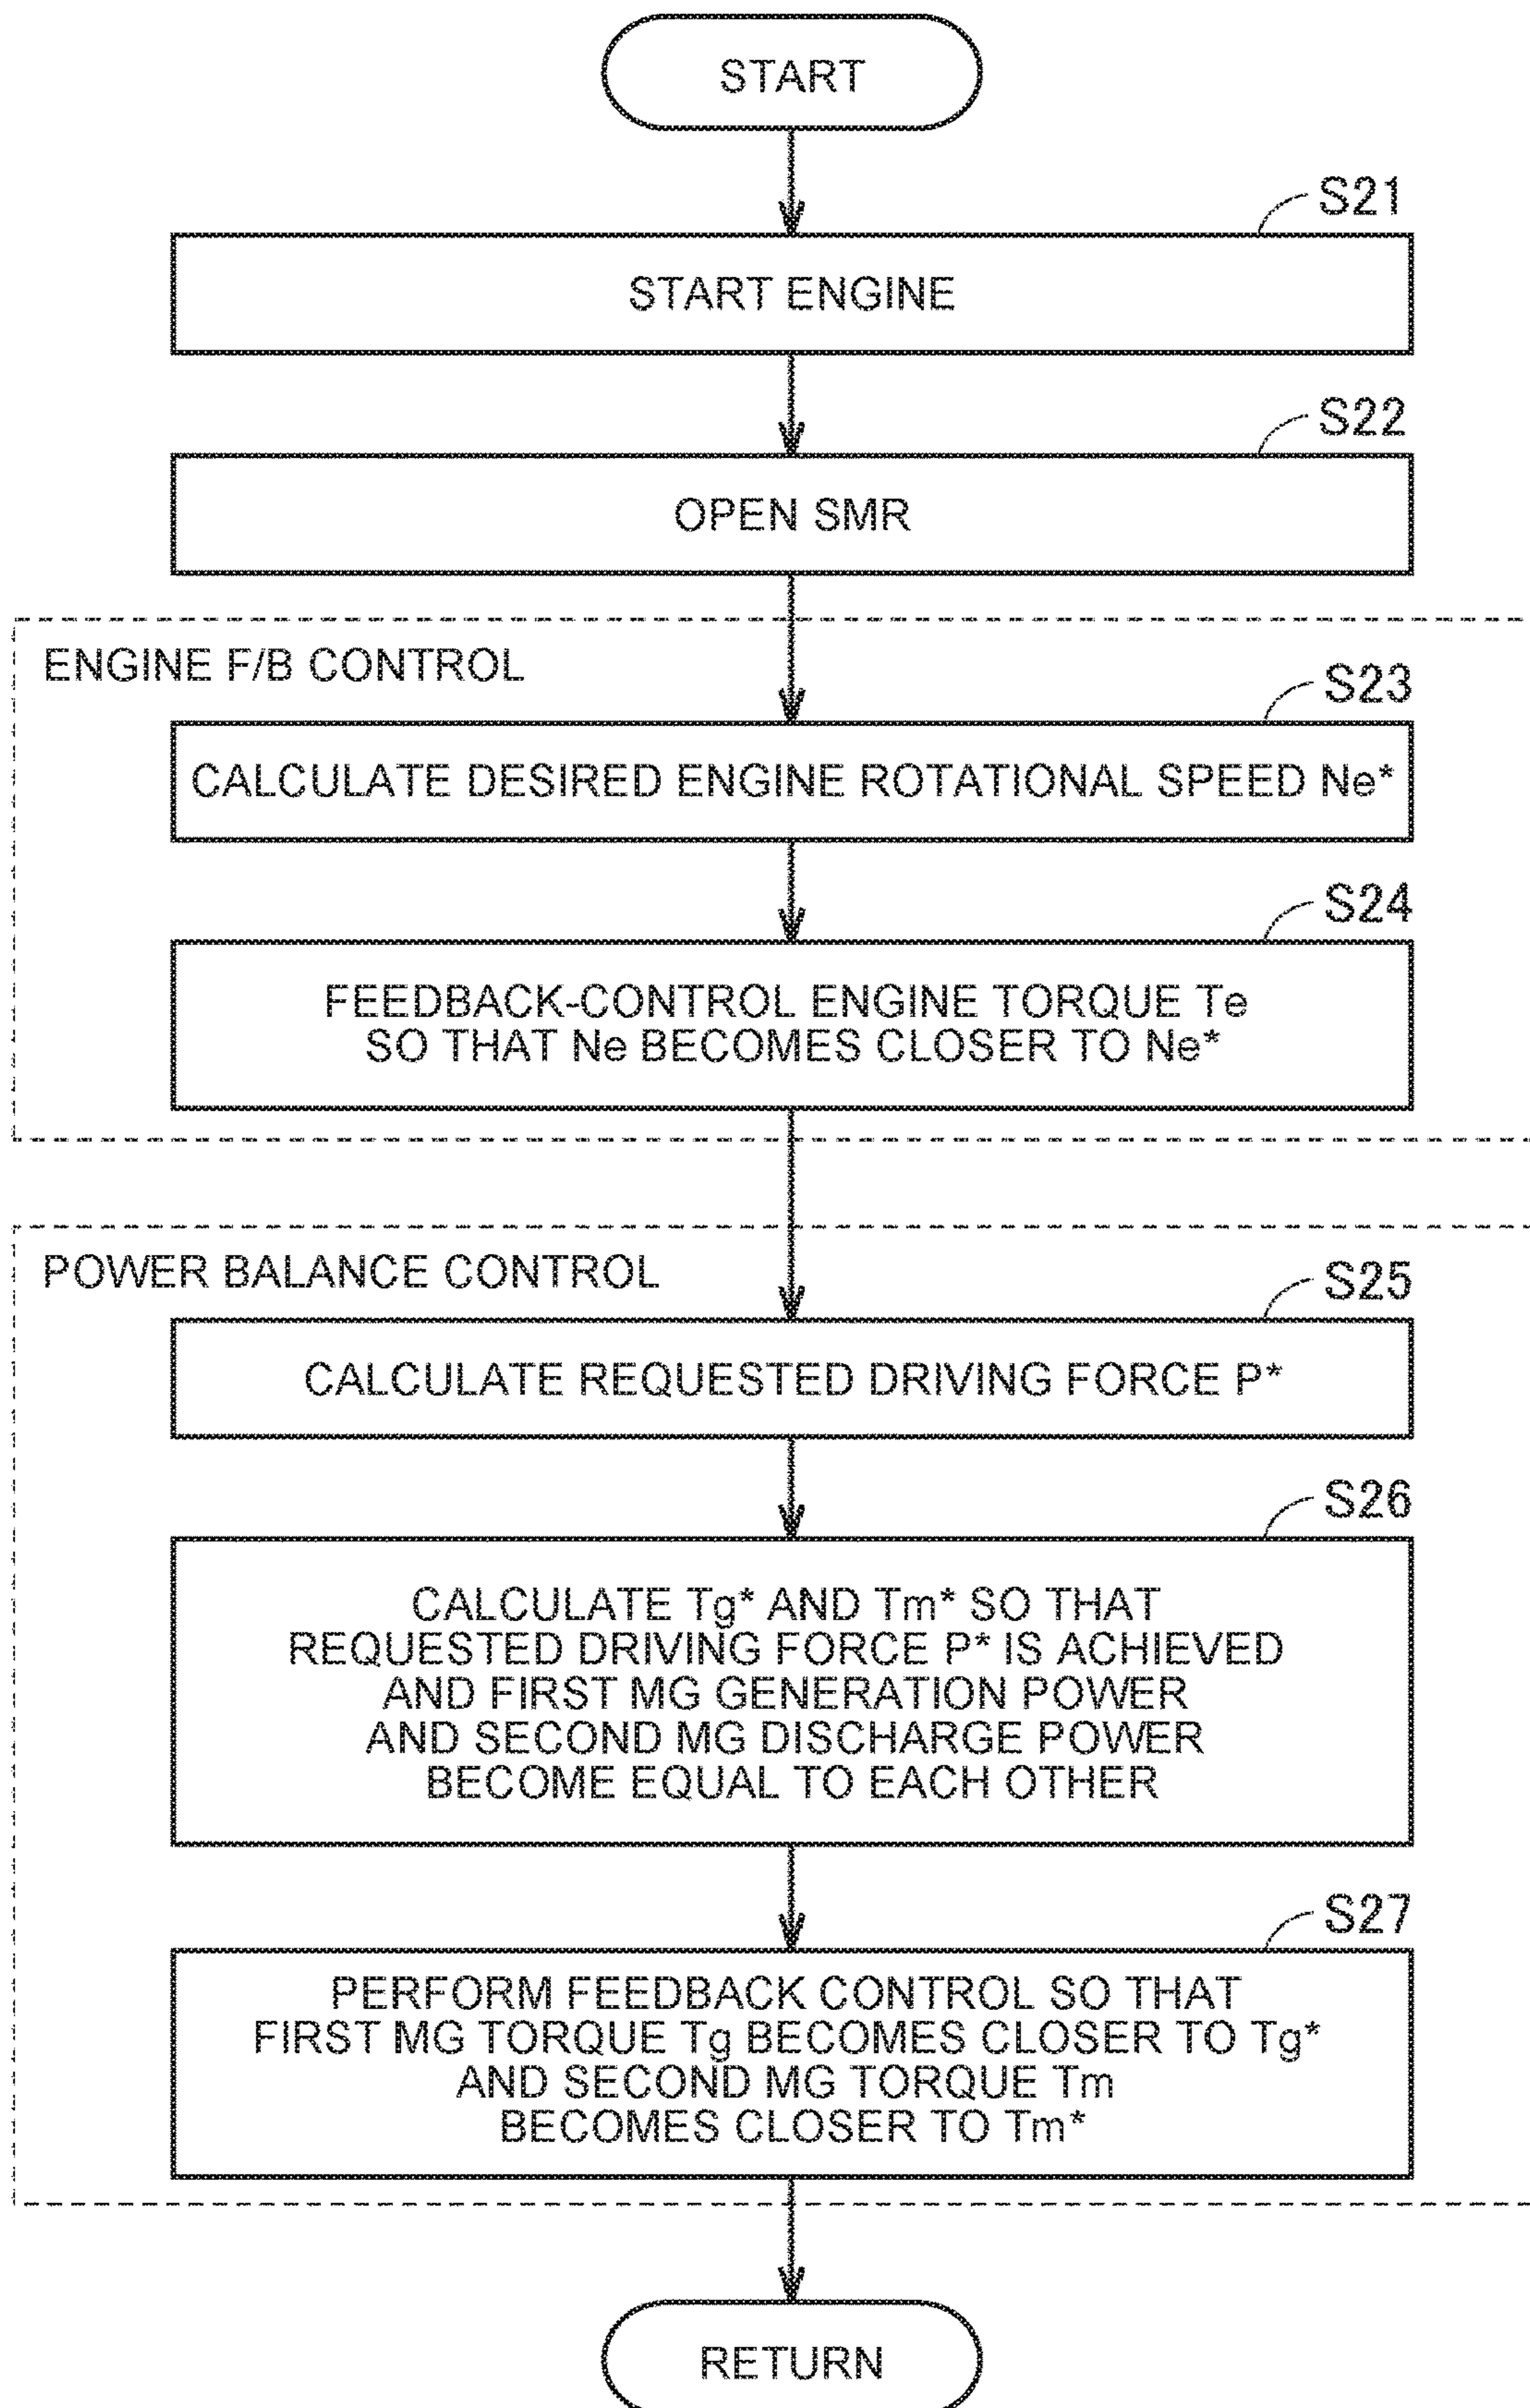 START
S21
START ENGINE
S22
OPEN SMR
ENGINE F/B CONTROL
S23
CALCULATE DESIRED ENGINE ROTATIONAL SPEED Ne*
S24
FEEDBACK-CONTROL ENGINE TORQUE Te
SO THAT Ne BECOMES CLOSER TO Ne*
POWER BALANCE CONTROL
S25
CALCULATE REQUESTED DRIVING FORCE P*
S26
CALCULATE Tg* AND Tm* SO THAT
REQUESTED DRIVING FORCE P* IS ACHIEVED
AND FIRST MG GENERATION POWER
AND SECOND MG DISCHARGE POWER
BECOME EQUAL TO EACH OTHER
S27
PERFORM FEEDBACK CONTROL SO THAT
FIRST MG TORQUE Tg BECOMES CLOSER TO Tg*
AND SECOND MG TORQUE Tm
BECOMES CLOSER TO Tm*
RETURN